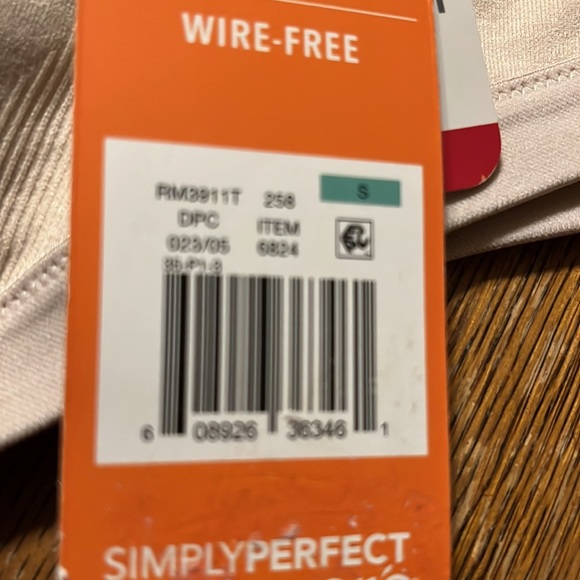 WIRE-FREE
RM3911T 258 S
DPC ITEM
023/05 6824
6 08926 36346 1
SIMPLYPERFECT